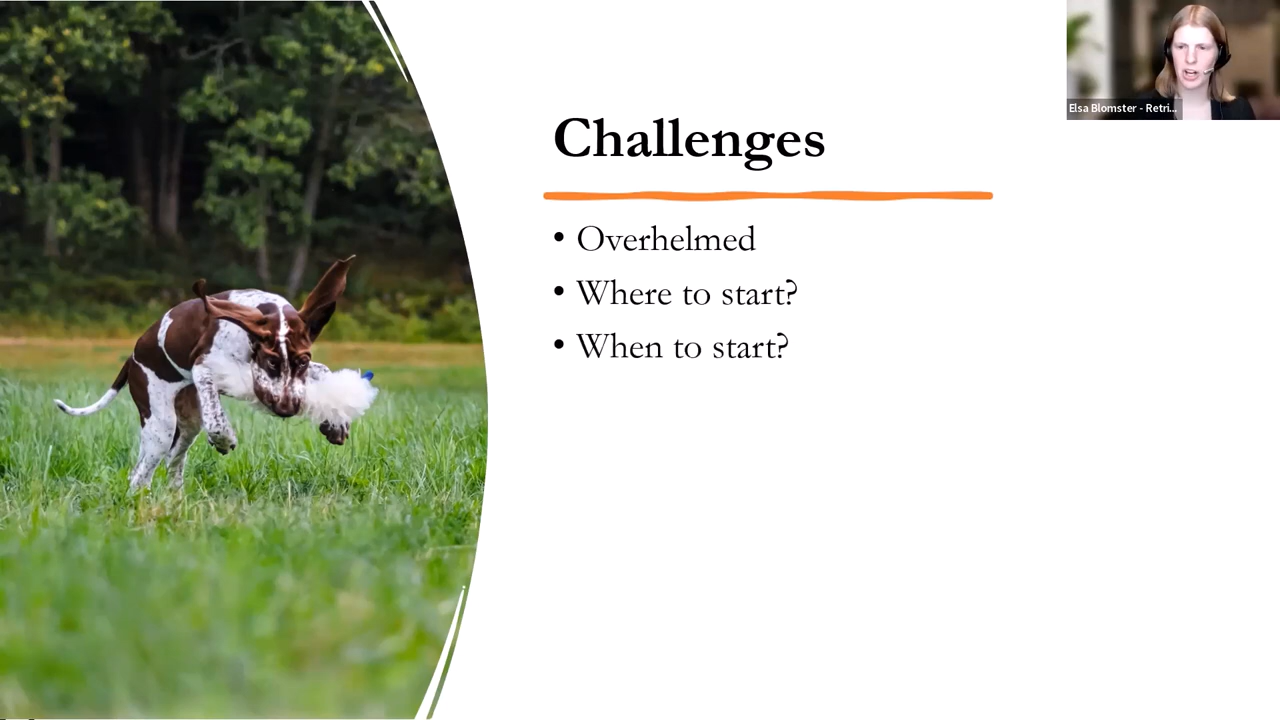 Elsa Blomster - Retri...
Challenges
• Overhelmed
• Where to start?
• When to start?